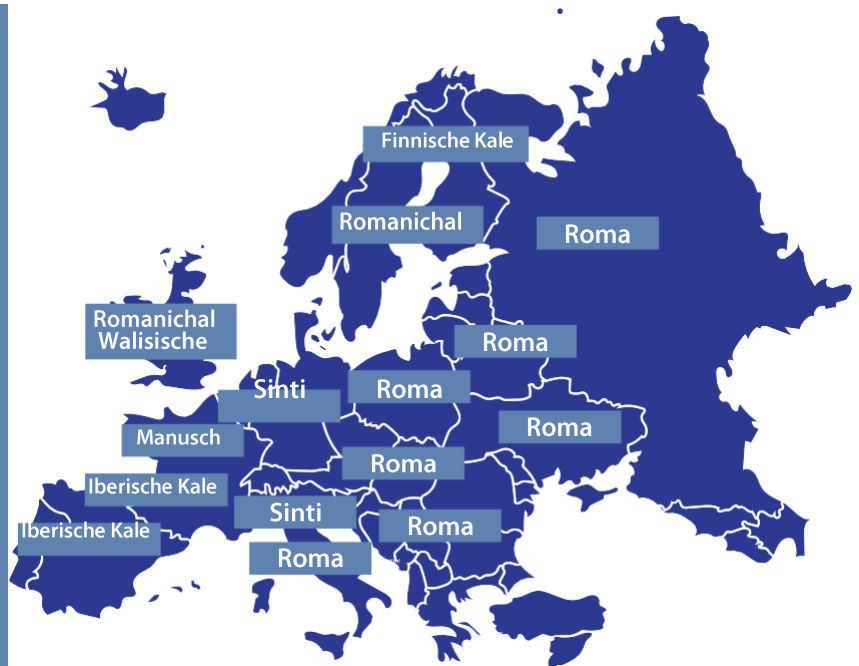 Finnische Kale
Romanichal
Roma
Romanichal
Walisische
Roma
Sinti
Roma
Roma
Manusch
Roma
Iberische Kale
Sinti
Roma
Iberische Kale
Roma